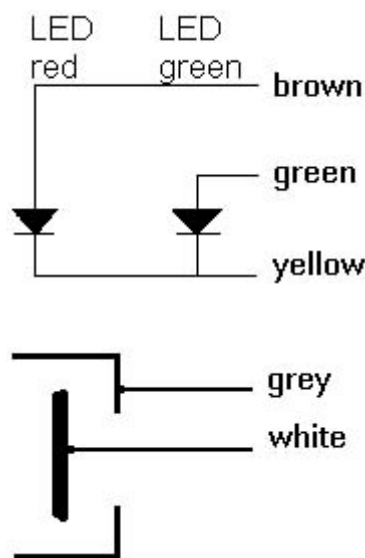 LED LED
red green
brown
green
yellow
grey
white